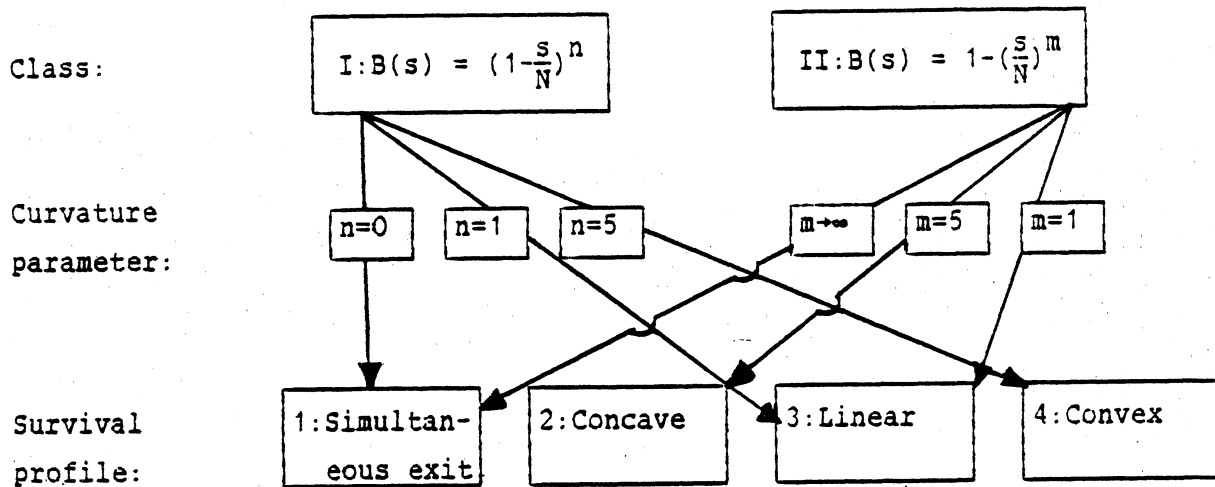 Class:
I:B(s) = (1-s/N)^n
II:B(s) = 1-(s/N)^m
Curvature
parameter:
n=0
n=1
n=5
m→∞
m=5
m=1
Survival
profile:
1:Simultan-
eous exit
2:Concave
3:Linear
4:Convex